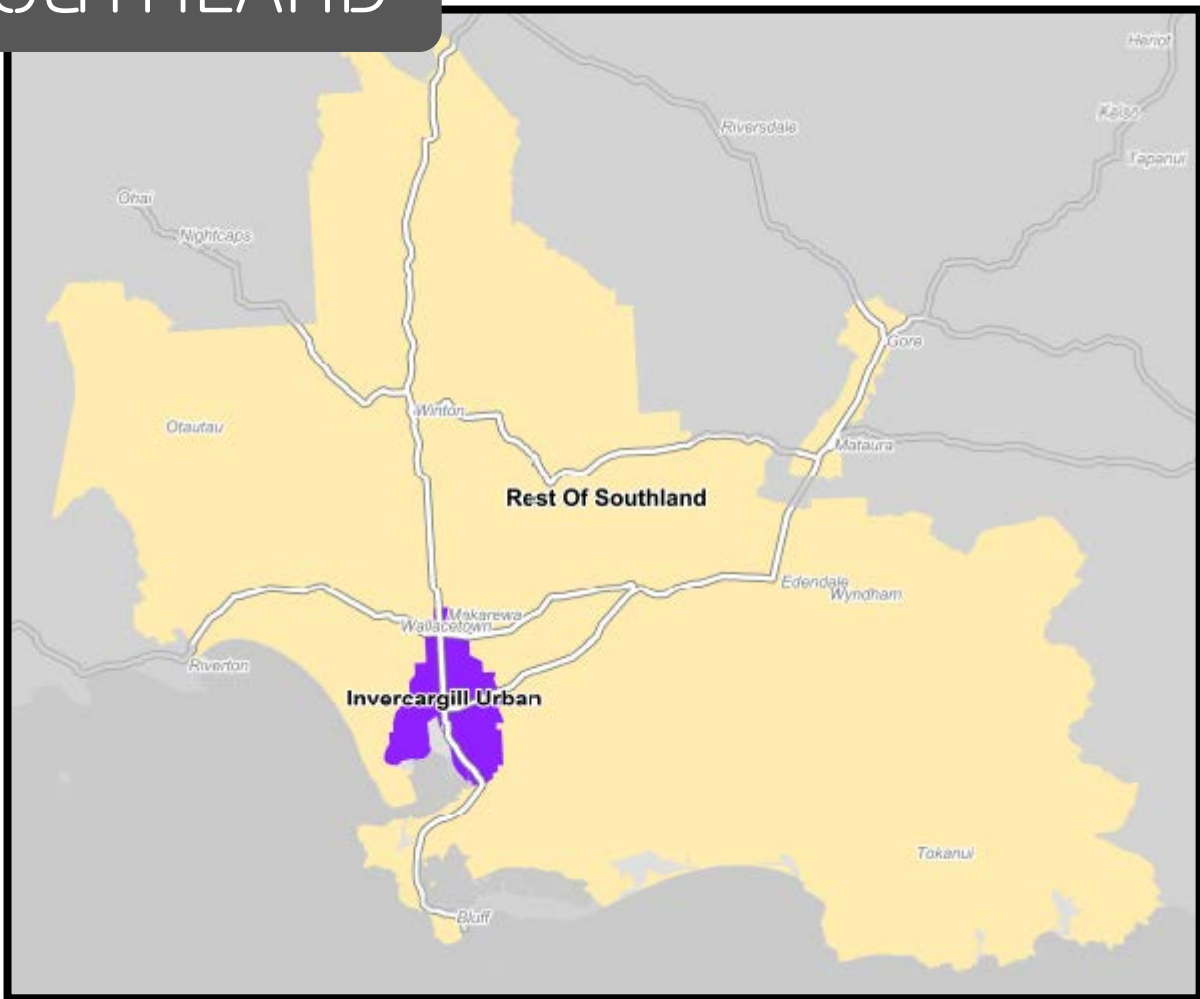 SOUTHLAND
Heriot
Kelso
Riversdale
Tapanui
Ohai
Nightcaps
Gore
Winton
Otautau
Mataura
Rest Of Southland
Edendale
Wyndham
Makarewa
Wallacetown
Riverton
Invercargill Urban
Tokanui
Bluff